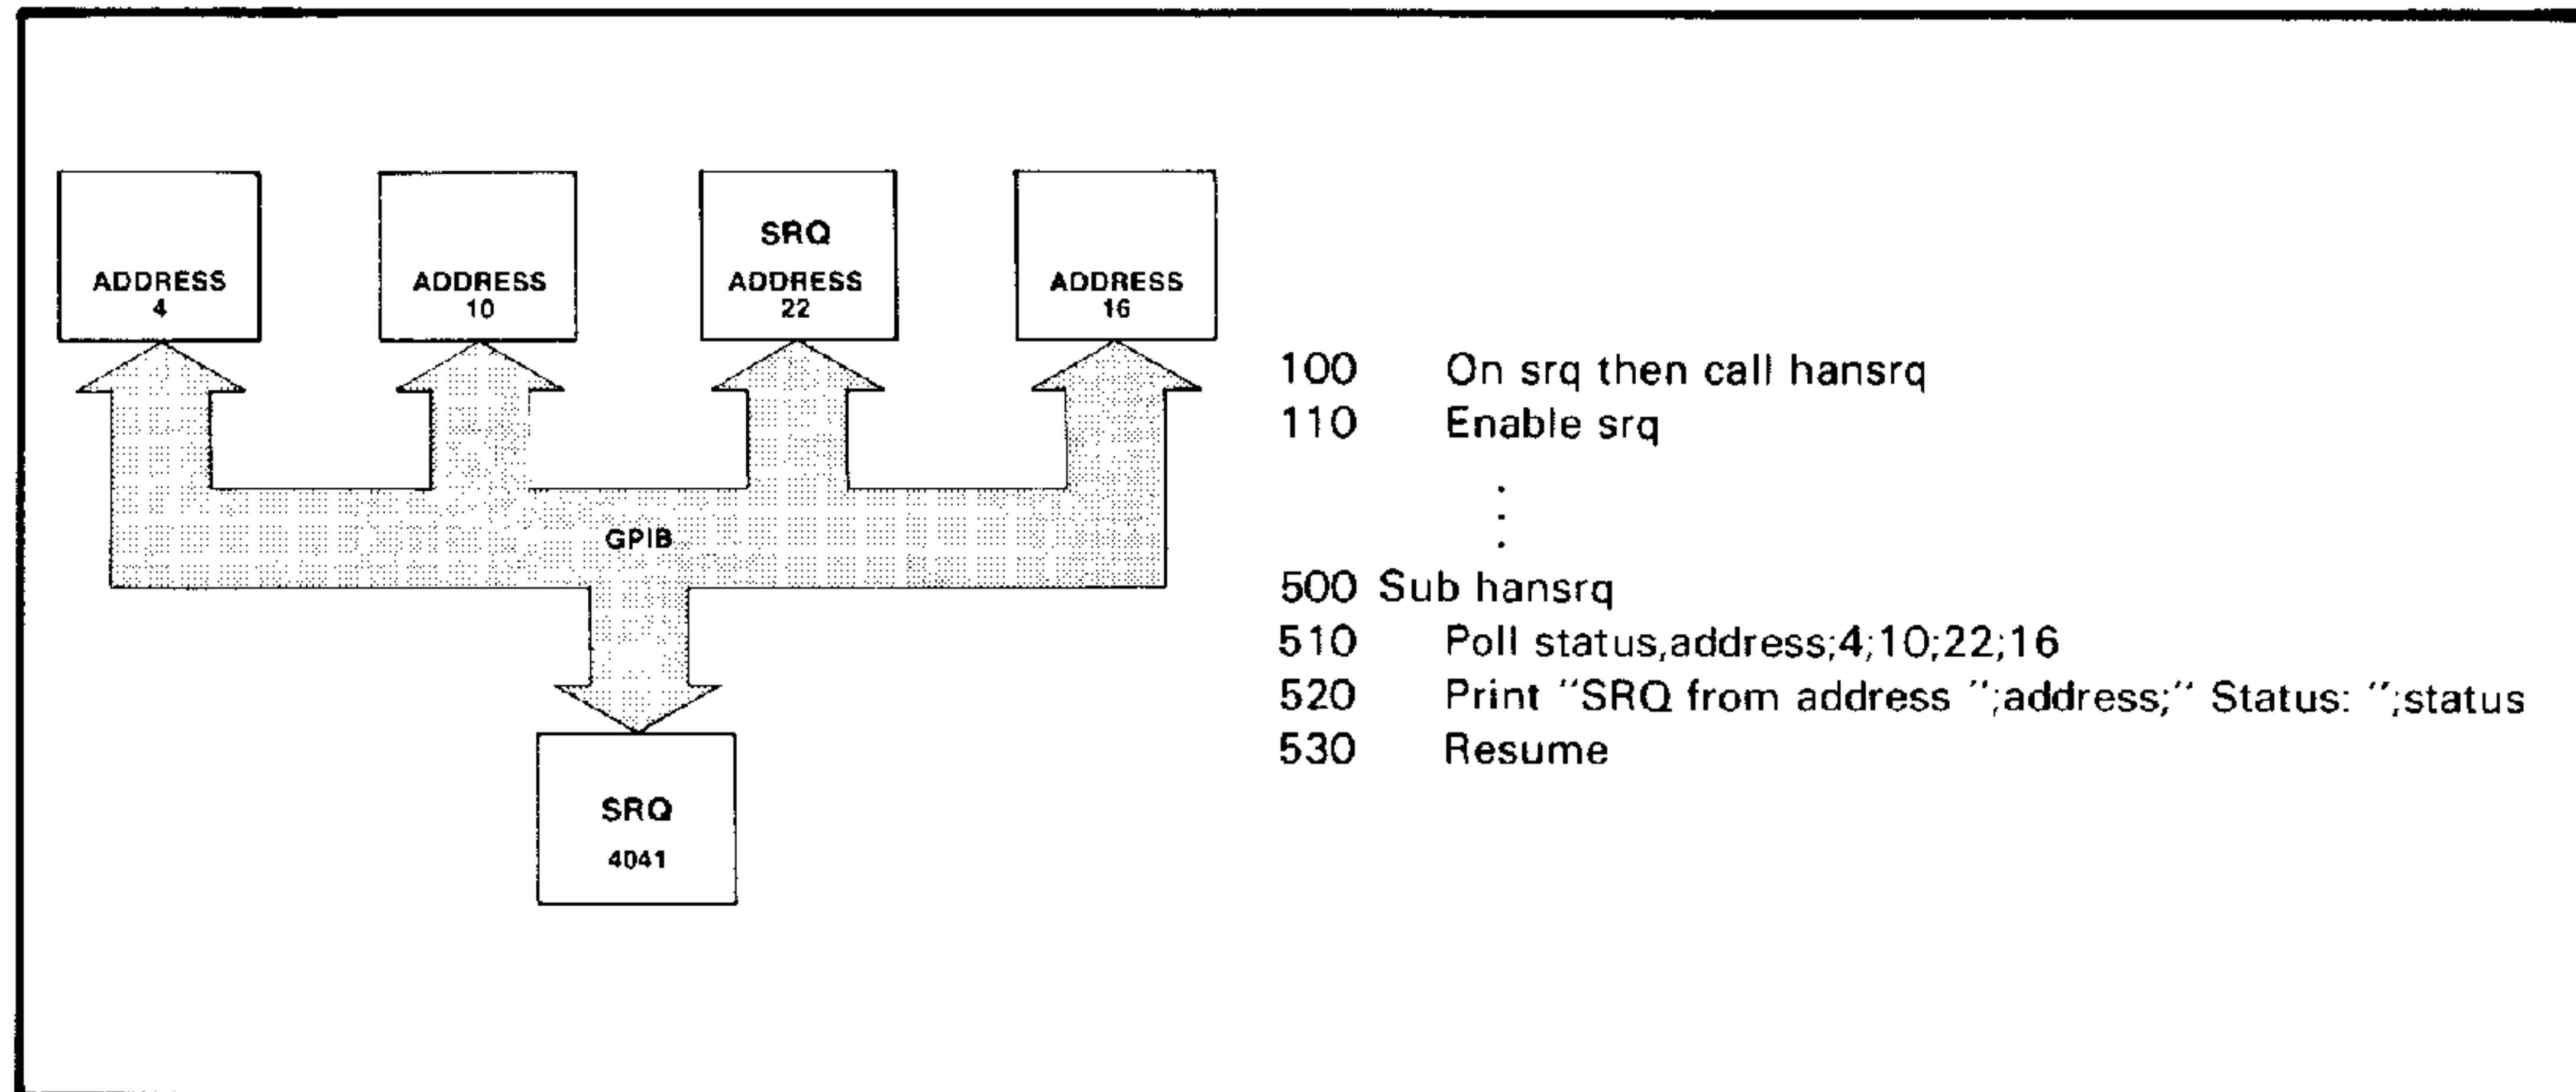 ADDRESS
4
ADDRESS
10
SRQ
ADDRESS
22
ADDRESS
16
GPIB
SRQ
4041
100 On srq then call hansrq
110 Enable srq
.
.
.
500 Sub hansrq
510 Poll status,address;4;10;22;16
520 Print "SRQ from address ";address;" Status: ";status
530 Resume